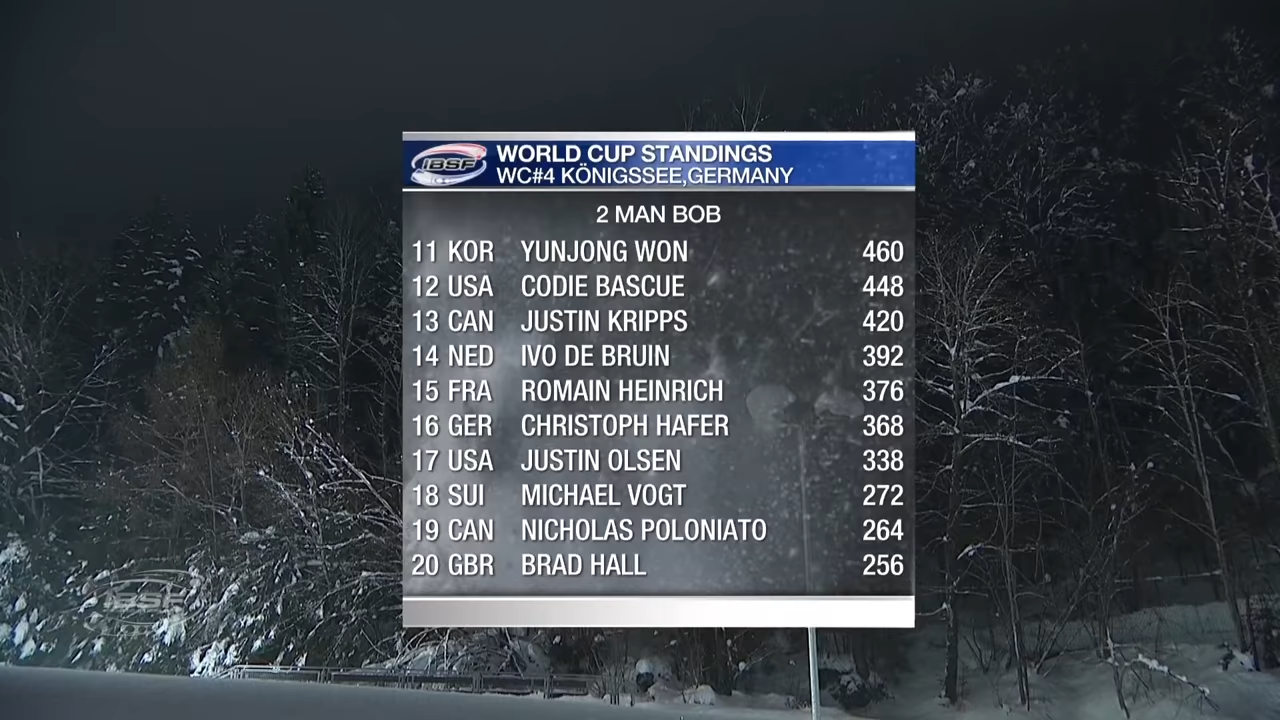 IBSF
WORLD CUP STANDINGS
WC#4 KÖNIGSSEE,GERMANY
2 MAN BOB
11 KOR YUNJONG WON 460
12 USA CODIE BASCUE 448
13 CAN JUSTIN KRIPPS 420
14 NED IVO DE BRUIN 392
15 FRA ROMAIN HEINRICH 376
16 GER CHRISTOPH HAFER 368
17 USA JUSTIN OLSEN 338
18 SUI MICHAEL VOGT 272
19 CAN NICHOLAS POLONIATO 264
20 GBR BRAD HALL 256
IBSF